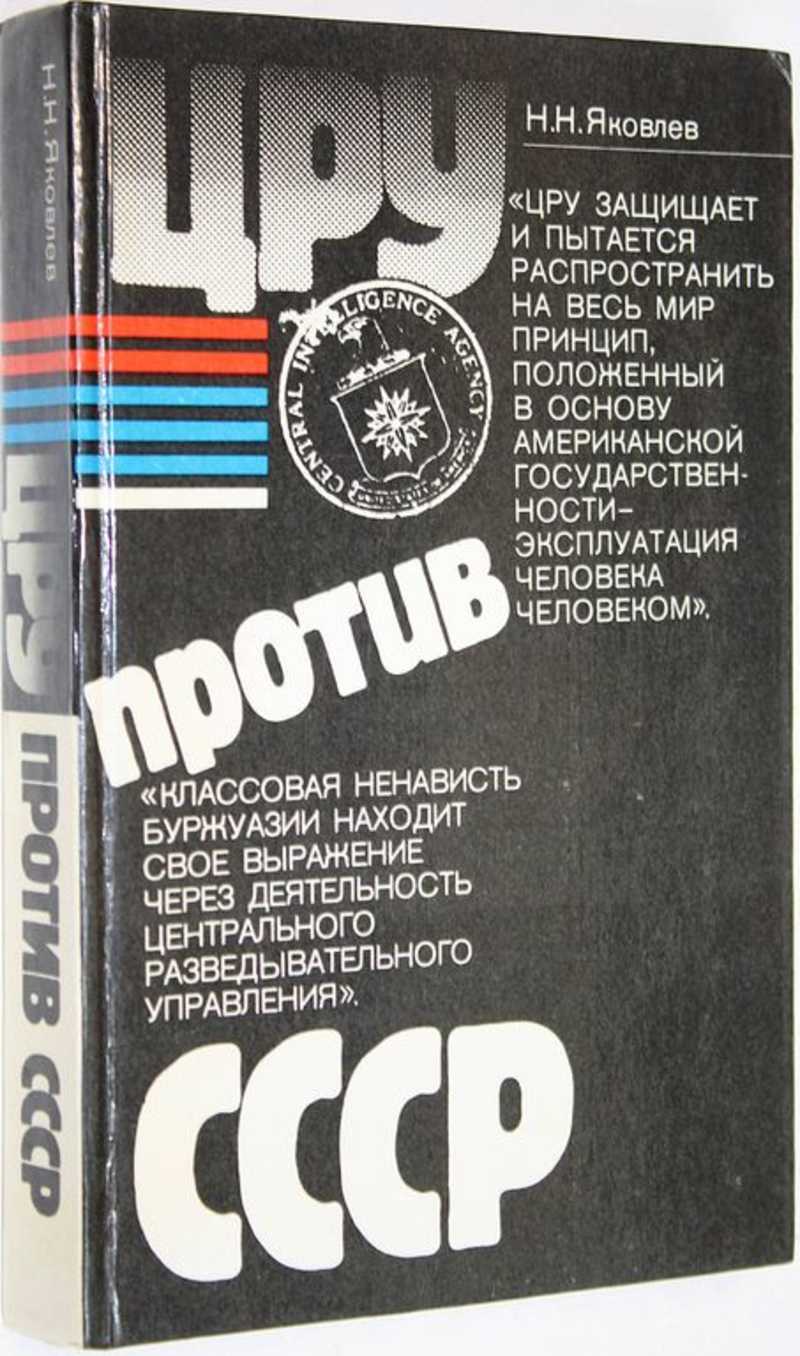 Н.Н.Яковлев
ЦРУ
ПРОТИВ СССР
ЦРУ
Н.Н.Яковлев
«ЦРУ ЗАЩИЩАЕТ
И ПЫТАЕТСЯ
РАСПРОСТРАНИТЬ
НА ВЕСЬ МИР
ПРИНЦИП,
ПОЛОЖЕННЫЙ
В ОСНОВУ
АМЕРИКАНСКОЙ
ГОСУДАРСТВЕН-
НОСТИ–
ЭКСПЛУАТАЦИЯ
ЧЕЛОВЕКА
ЧЕЛОВЕКОМ».
CENTRAL INTELLIGENCE AGENCY
против
«КЛАССОВАЯ НЕНАВИСТЬ
БУРЖУАЗИИ НАХОДИТ
СВОЕ ВЫРАЖЕНИЕ
ЧЕРЕЗ ДЕЯТЕЛЬНОСТЬ
ЦЕНТРАЛЬНОГО
РАЗВЕДЫВАТЕЛЬНОГО
УПРАВЛЕНИЯ».
СССР